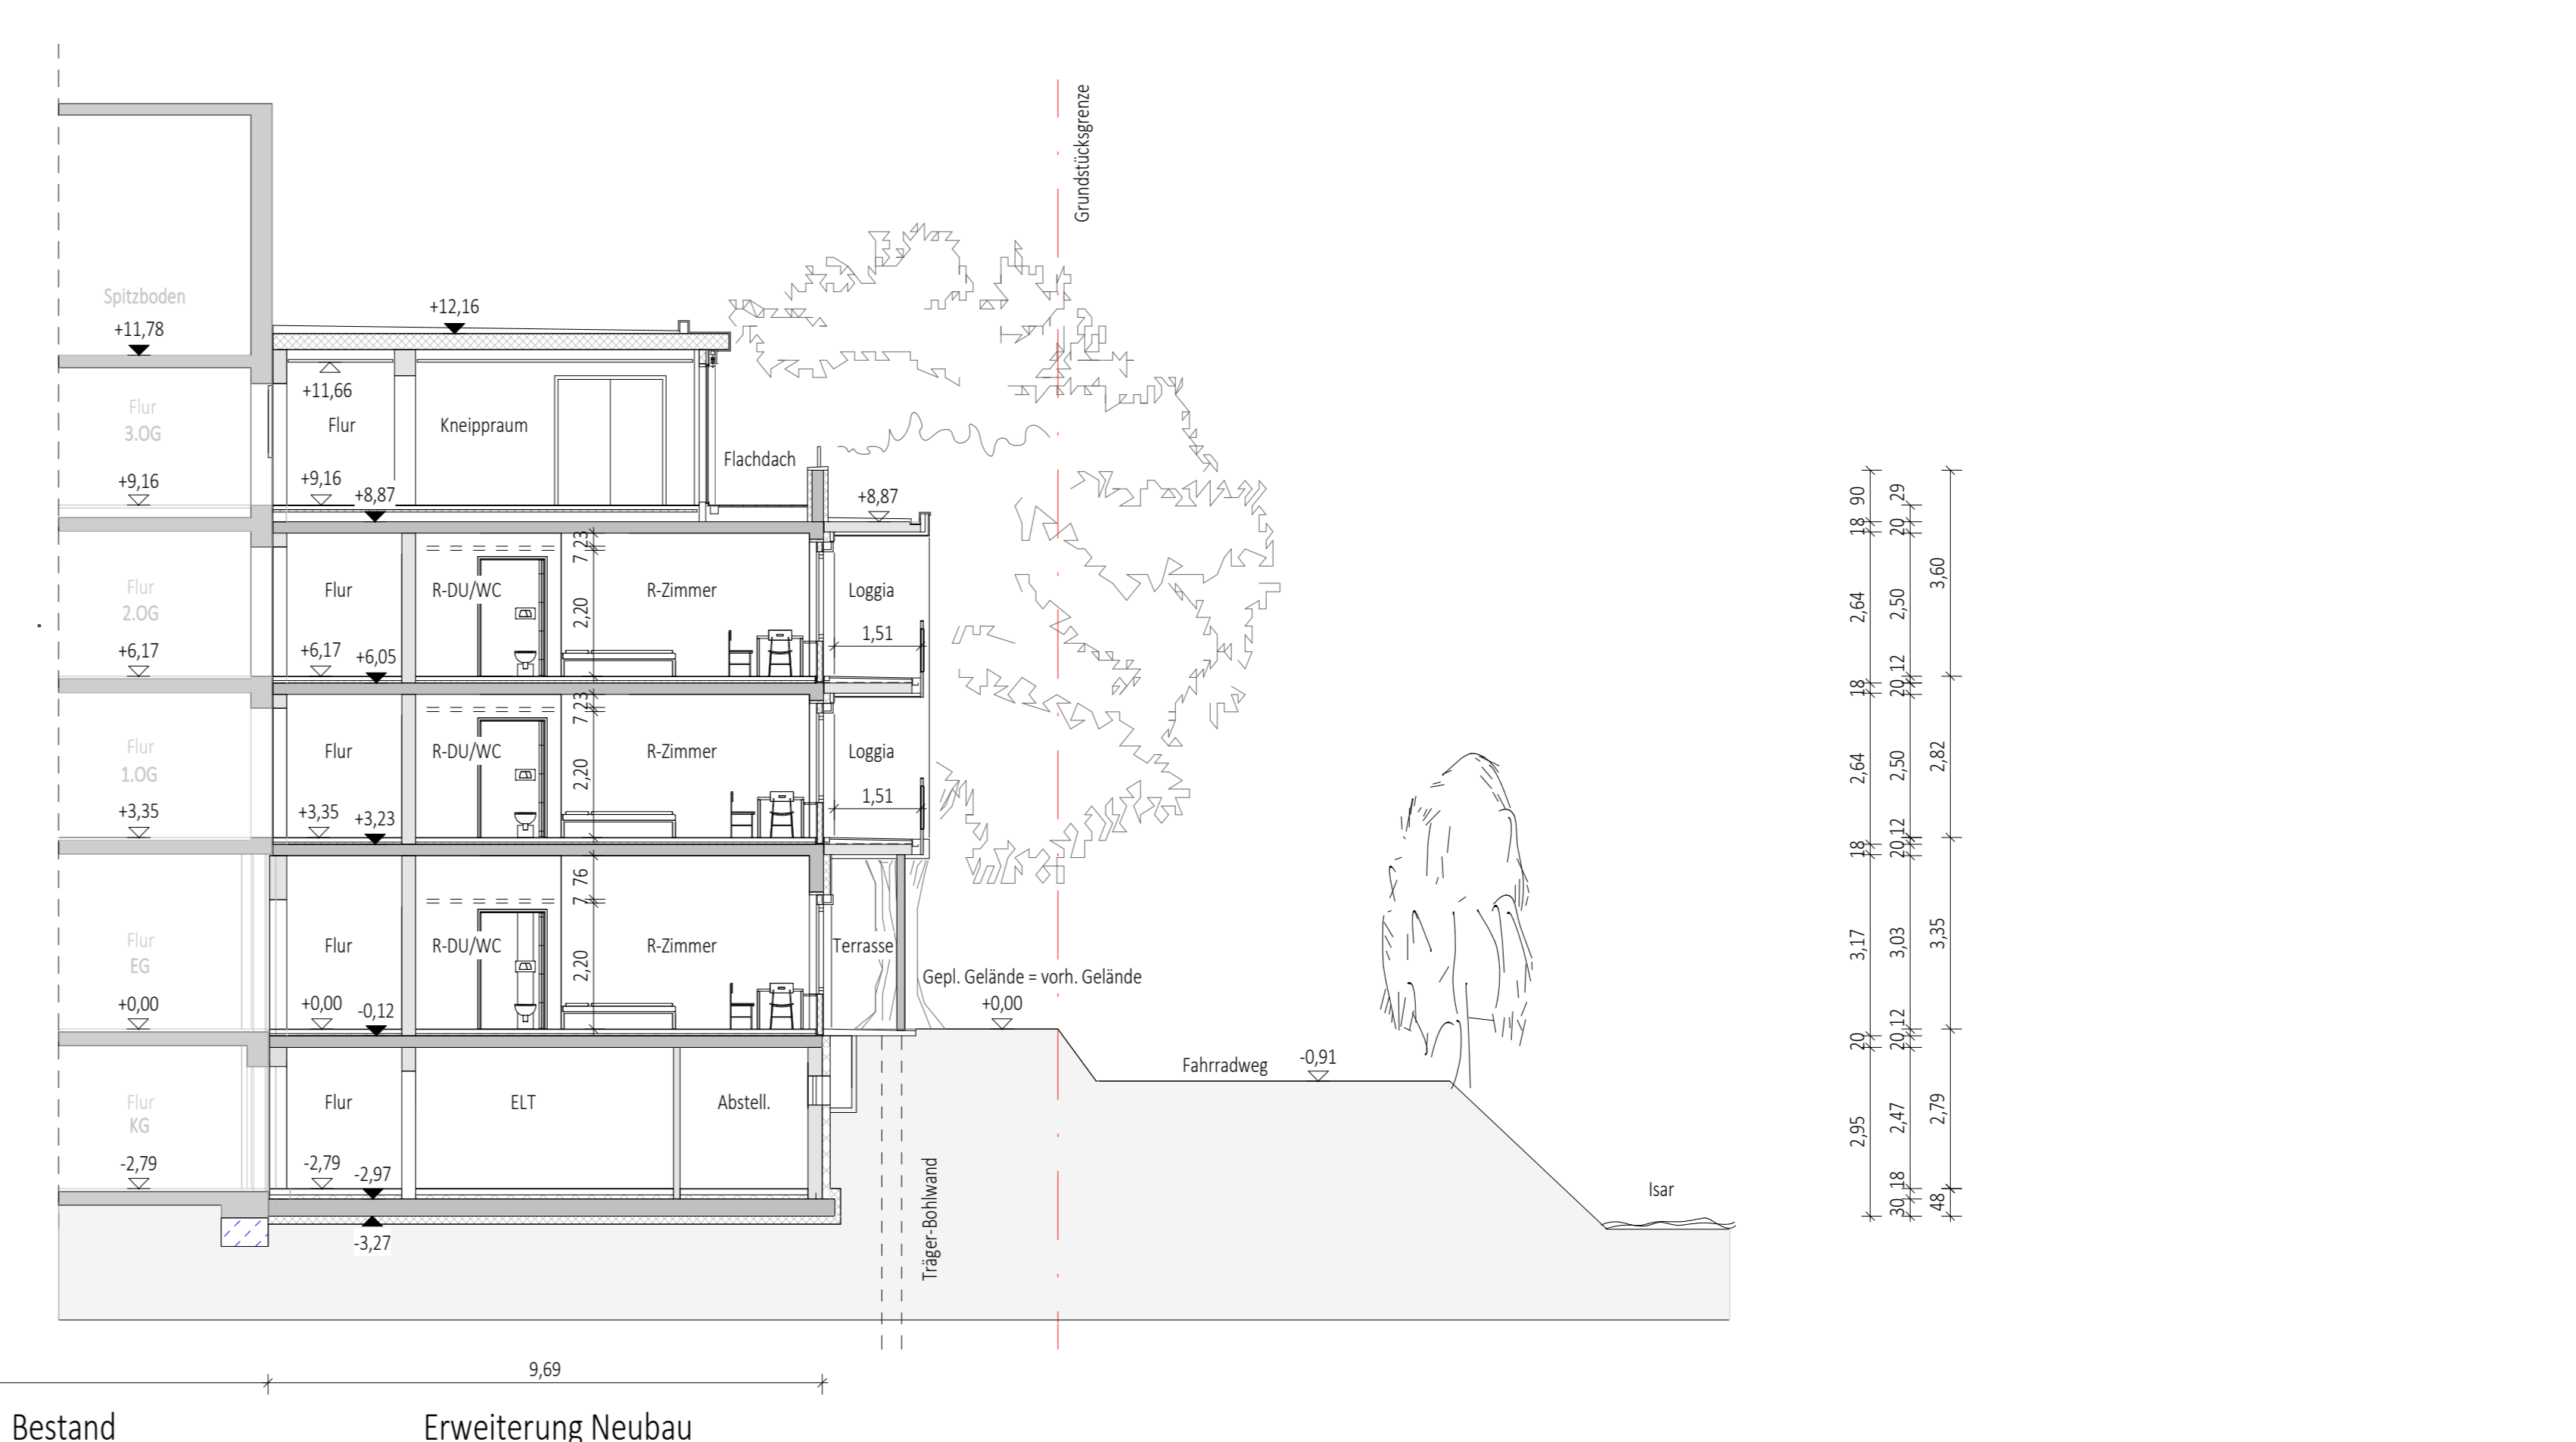 Grundstücksgrenze
Spitzboden
+11,78
+12,16
+11,66
Flur
3.OG
Flur
Kneippraum
Flachdach
+9,16
+9,16
+8,87
+8,87
Flur
2.OG
Flur
R-DU/WC
R-Zimmer
Loggia
7 23
2,20
1,51
+6,17
+6,17
+6,05
Flur
1.OG
Flur
R-DU/WC
R-Zimmer
Loggia
7 23
2,20
1,51
+3,35
+3,35
+3,23
Flur
EG
Flur
R-DU/WC
R-Zimmer
Terrasse
7 76
2,20
Gepl. Gelände = vorh. Gelände
+0,00
+0,00
+0,00
-0,12
Fahrradweg
-0,91
Flur
KG
Flur
ELT
Abstell.
-2,79
-2,79
-2,97
-3,27
Träger-Bohlwand
Isar
90
18
2,64
18
2,64
18
3,17
20
2,95
29
20
2,50
12
20
2,50
12
20
3,03
12
20
2,47
18
30
3,60
2,82
3,35
2,79
48
9,69
Bestand
Erweiterung Neubau